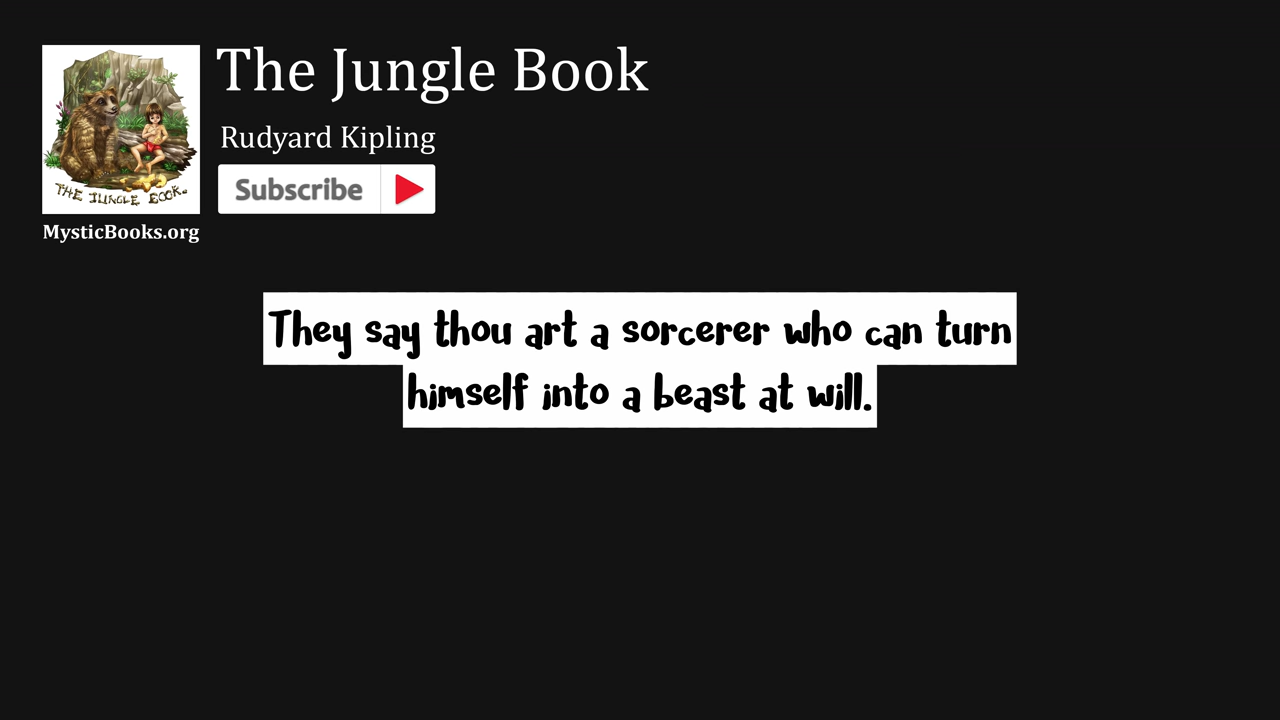 The Jungle Book
Rudyard Kipling
Subscribe
THE JUNGLE BOOK.
MysticBooks.org
They say thou art a sorcerer who can turn
himself into a beast at will.